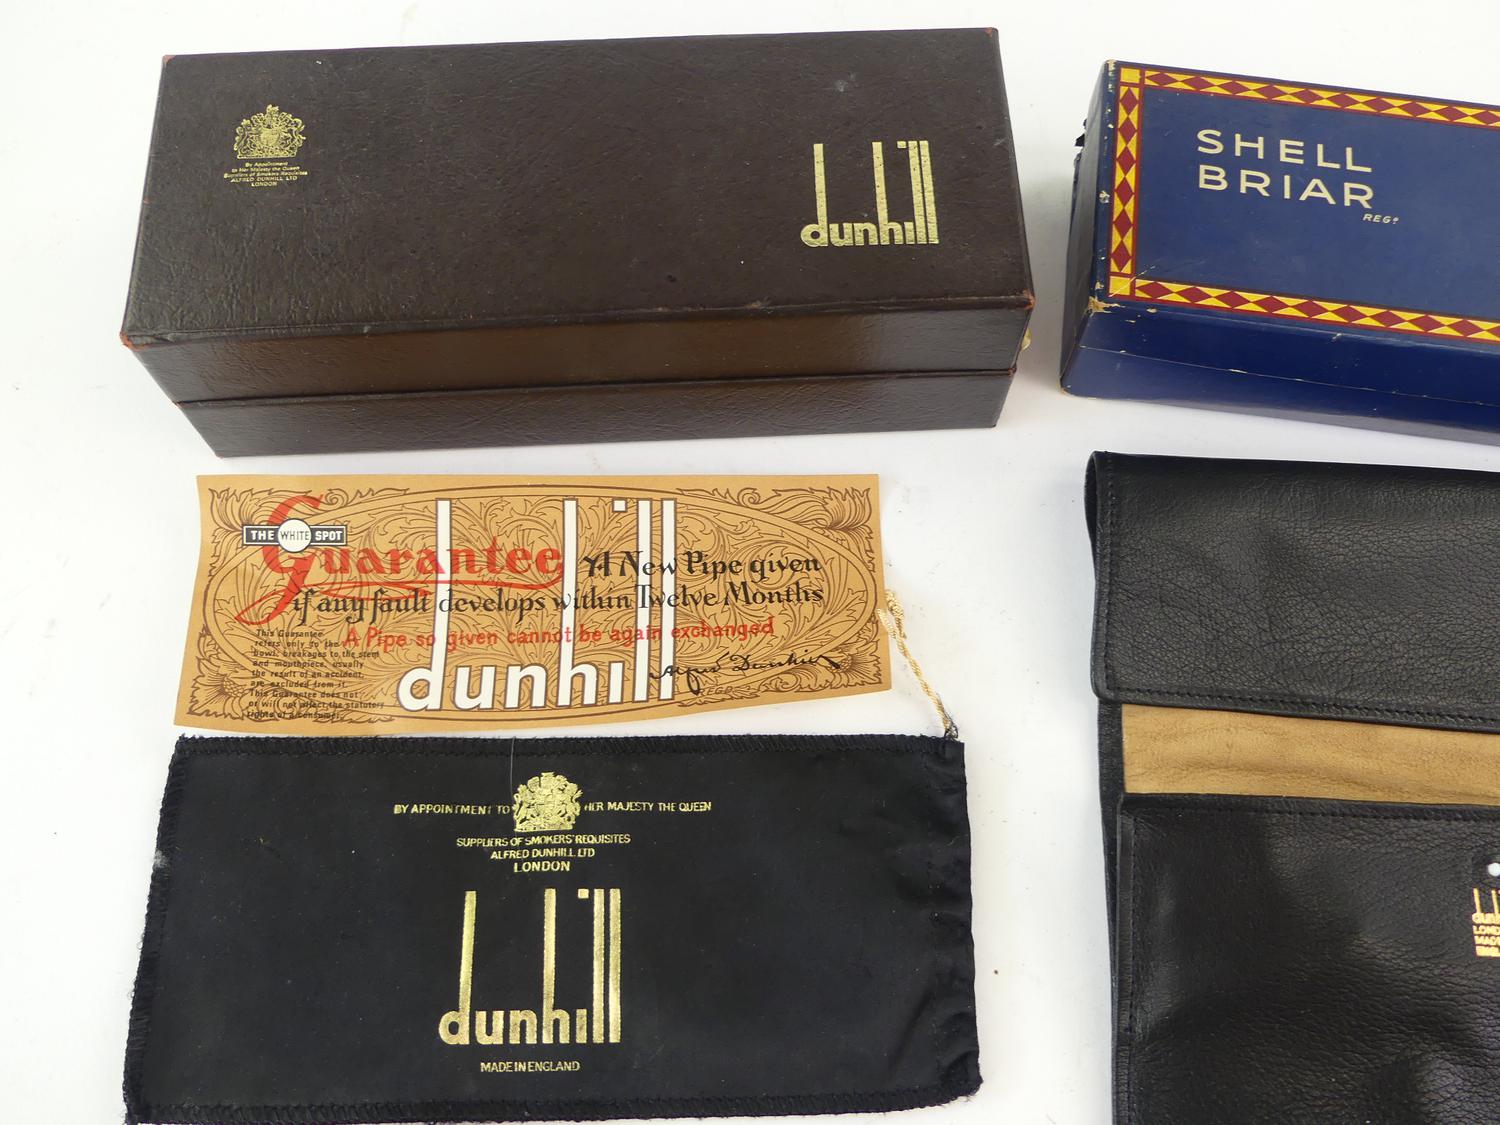 By Appointment
to Her Majesty the Queen
Suppliers of Smokers Requisites
ALFRED DUNHILL LTD
LONDON
dunhill
SHELL
BRIAR
REGD
THE WHITE SPOT
Guarantee
A New Pipe given
if any fault develops within Twelve Months
A Pipe so given cannot be again exchanged
This Guarantee
refers only to the
bowl; breakages to the stem
and mouthpiece, usually
the result of an accident,
are excluded from it.
This Guarantee does not
or will not affect the statutory
rights of a consumer.
dunhill
Alfred Dunhill
REGD
BY APPOINTMENT TO HER MAJESTY THE QUEEN
SUPPLIERS OF SMOKERS' REQUISITES
ALFRED DUNHILL LTD
LONDON
dunhill
MADE IN ENGLAND